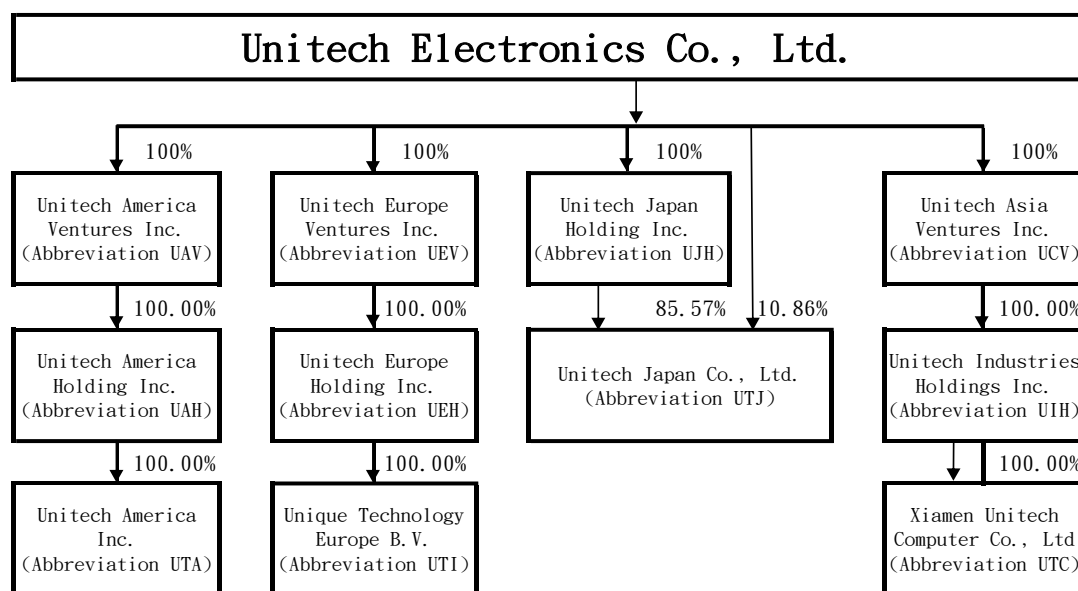 Unitech Electronics Co., Ltd.
100%
100%
100%
100%
Unitech America
Ventures Inc.
(Abbreviation UAV)
Unitech Europe
Ventures Inc.
(Abbreviation UEV)
Unitech Japan
Holding Inc.
(Abbreviation UJH)
Unitech Asia
Ventures Inc.
(Abbreviation UCV)
100.00%
100.00%
85.57%
10.86%
100.00%
Unitech America
Holding Inc.
(Abbreviation UAH)
Unitech Europe
Holding Inc.
(Abbreviation UEH)
Unitech Japan Co., Ltd.
(Abbreviation UTJ)
Unitech Industries
Holdings Inc.
(Abbreviation UIH)
100.00%
100.00%
100.00%
Unitech America
Inc.
(Abbreviation UTA)
Unique Technology
Europe B.V.
(Abbreviation UTI)
Xiamen Unitech
Computer Co., Ltd
(Abbreviation UTC)